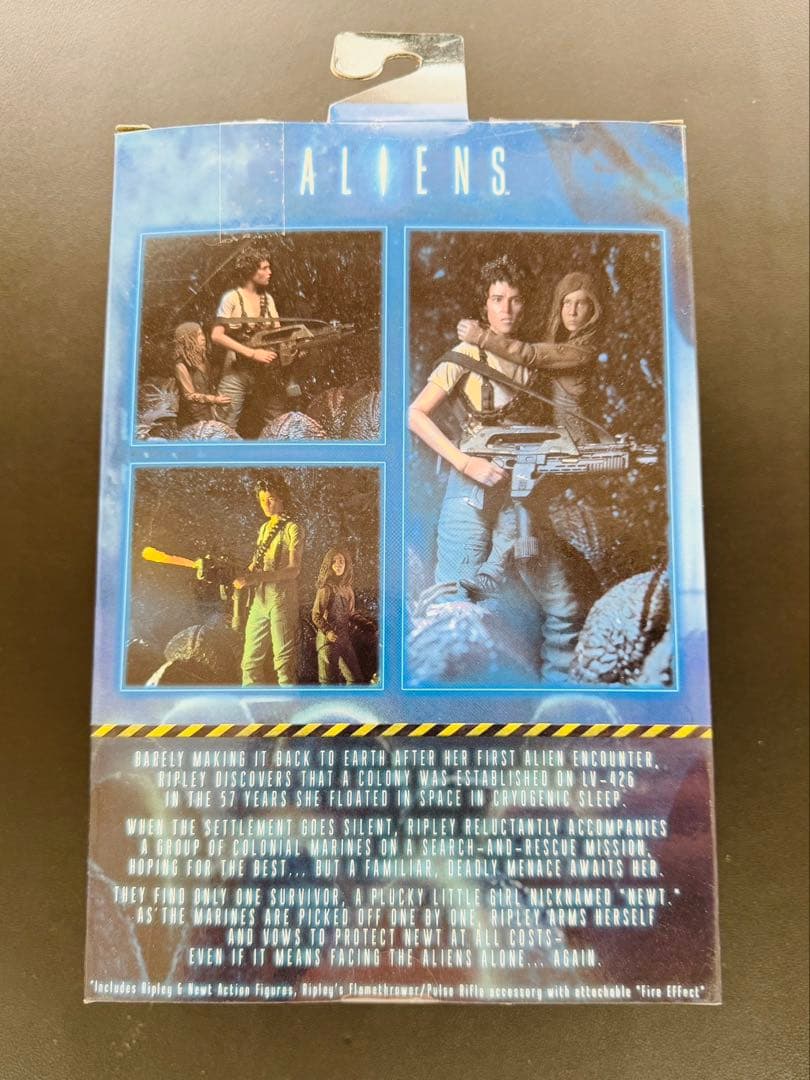 ALIENS™
BARELY MAKING IT BACK TO EARTH AFTER HER FIRST ALIEN ENCOUNTER,
RIPLEY DISCOVERS THAT A COLONY WAS ESTABLISHED ON LV-426
IN THE 57 YEARS SHE FLOATED IN SPACE IN CRYOGENIC SLEEP.
WHEN THE SETTLEMENT GOES SILENT, RIPLEY RELUCTANTLY ACCOMPANIES
A GROUP OF COLONIAL MARINES ON A SEARCH-AND-RESCUE MISSION,
HOPING FOR THE BEST... BUT A FAMILIAR, DEADLY MENACE AWAITS HER.
THEY FIND ONLY ONE SURVIVOR, A PLUCKY LITTLE GIRL NICKNAMED "NEWT."
AS THE MARINES ARE PICKED OFF ONE BY ONE, RIPLEY ARMS HERSELF
AND VOWS TO PROTECT NEWT AT ALL COSTS-
EVEN IF IT MEANS FACING THE ALIENS ALONE... AGAIN.
*Includes Ripley & Newt Action Figures, Ripley's Flamethrower/Pulse Rifle accessory with attachable "Fire Effect"